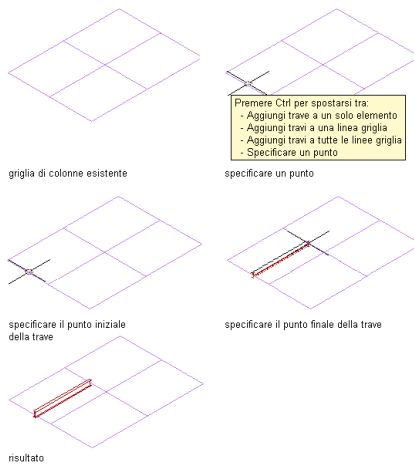 griglia di colonne esistente
Premere Ctrl per spostarsi tra:
- Aggiungi trave a un solo elemento
- Aggiungi travi a una linea griglia
- Aggiungi travi a tutte le linee griglia
- Specificare un punto
specificare un punto
specificare il punto iniziale
della trave
specificare il punto finale della trave
risultato